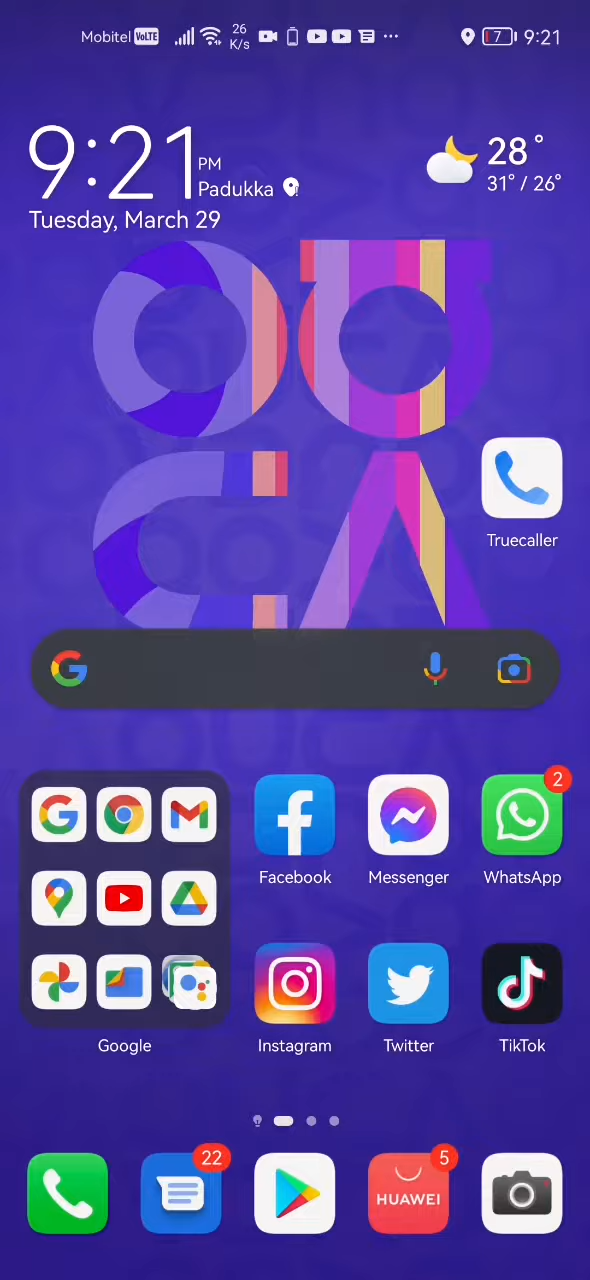 Mobitel VoLTE 26 K/s 7 9:21
9:21 PM
Padukka
Tuesday, March 29
28°
31° / 26°
Truecaller
2
Facebook Messenger WhatsApp
Google Instagram Twitter TikTok
22 5
HUAWEI